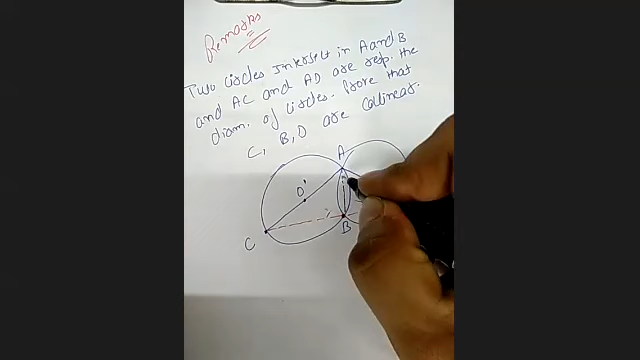 Remarks
Two circles intersect in A and B
and AC and AD are resp. the
diam. of circles. Prove that
C, B, D are collinear.
A
O'
C
B